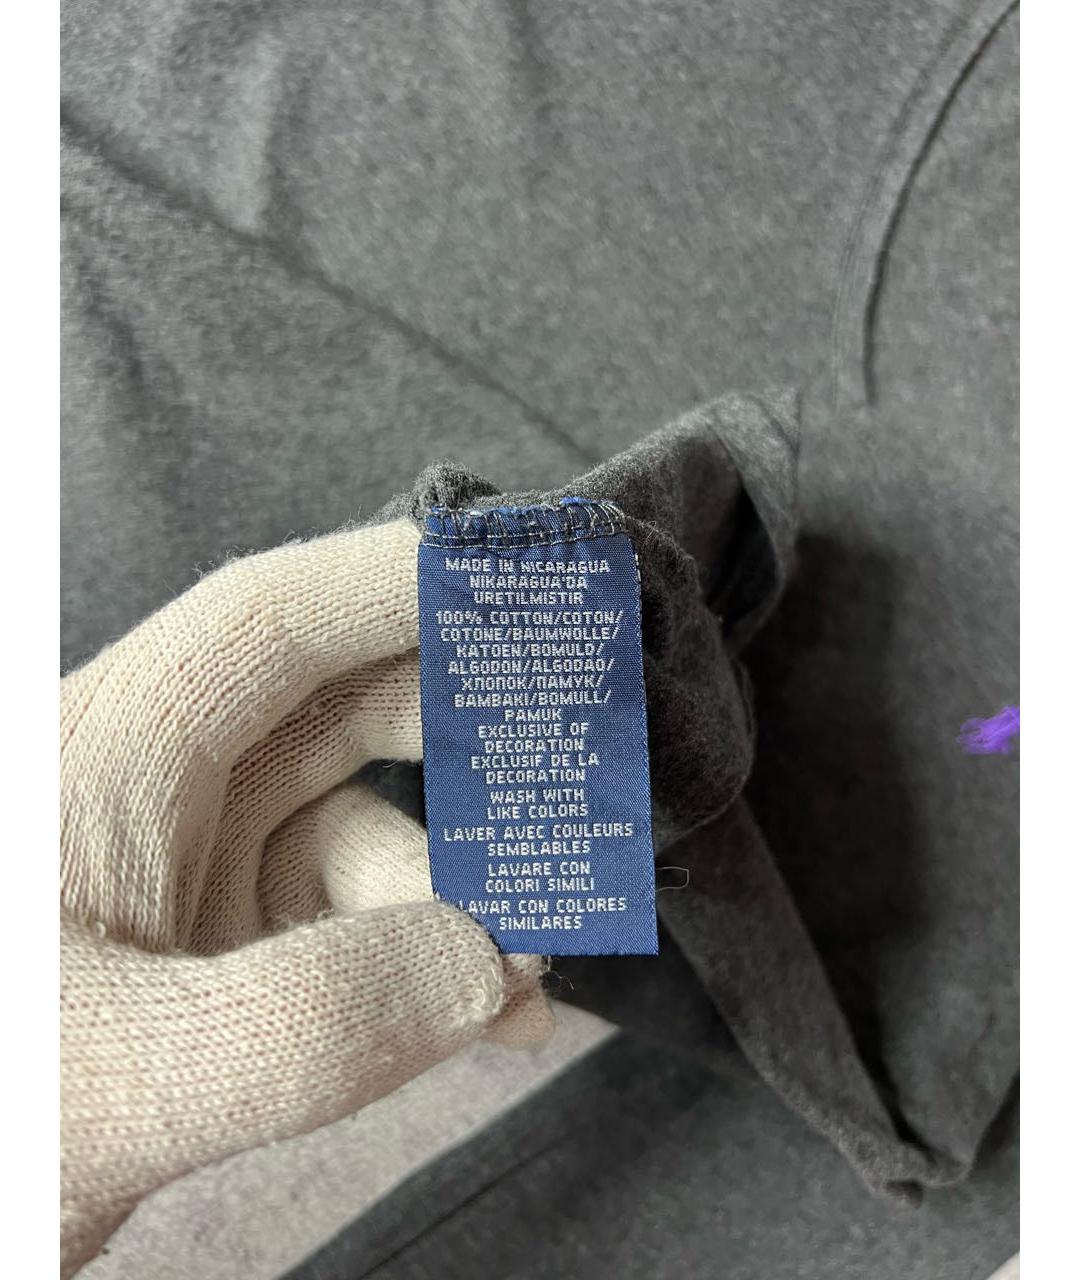 MADE IN NICARAGUA
NIKARAGUA'DA
URETILMISTIR
100% COTTON/COTON/
COTONE/BAUMWOLLE/
KATOEN/BOMULD/
ALGODON/ALGODAO/
ХЛОПОК/ПАМУК/
BAMBAKI/BOMULL/
PAMUK
EXCLUSIVE OF
DECORATION
EXCLUSIF DE LA
DECORATION
WASH WITH
LIKE COLORS
LAVER AVEC COULEURS
SEMBLABLES
LAVARE CON
COLORI SIMILI
LAVAR CON COLORES
SIMILARES